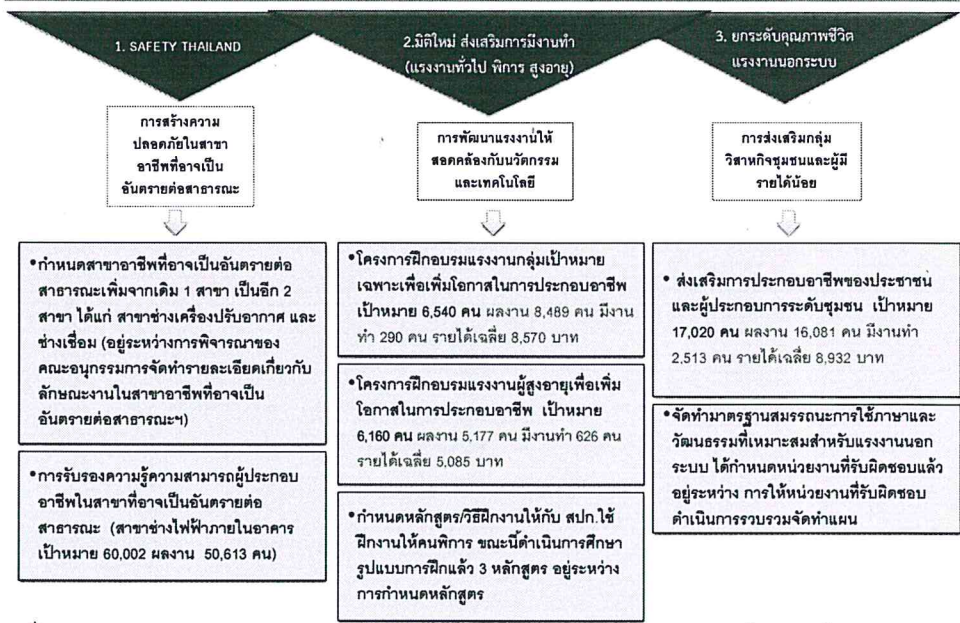 1. SAFETY THAILAND
การสร้างความ
ปลอดภัยในสาขา
อาชีพที่อาจเป็น
อันตรายต่อสาธารณะ
•กำหนดสาขาอาชีพที่อาจเป็นอันตรายต่อ
สาธารณะเพิ่มจากเดิม 1 สาขา เป็นอีก 2
สาขา ได้แก่ สาขาช่างเครื่องปรับอากาศ และ
ช่างเชื่อม (อยู่ระหว่างการพิจารณาของ
คณะอนุกรรมการจัดทำรายละเอียดเกี่ยวกับ
ลักษณะงานในสาขาอาชีพที่อาจเป็น
อันตรายต่อสาธารณะฯ)
•การรับรองความรู้ความสามารถผู้ประกอบ
อาชีพในสาขาที่อาจเป็นอันตรายต่อ
สาธารณะ (สาขาช่างไฟฟ้าภายในอาคาร
เป้าหมาย 60,002 ผลงาน 50,613 คน)
2.มิติใหม่ ส่งเสริมการมีงานทำ
(แรงงานทั่วไป พิการ สูงอายุ)
การพัฒนาแรงงานให้
สอดคล้องกับนวัตกรรม
และเทคโนโลยี
•โครงการฝึกอบรมแรงงานกลุ่มเป้าหมาย
เฉพาะเพื่อเพิ่มโอกาสในการประกอบอาชีพ
เป้าหมาย 6,540 คน ผลงาน 8,489 คน มีงาน
ทำ 290 คน รายได้เฉลี่ย 8,570 บาท
•โครงการฝึกอบรมแรงงานผู้สูงอายุเพื่อเพิ่ม
โอกาสในการประกอบอาชีพ เป้าหมาย
6,160 คน ผลงาน 5,177 คน มีงานทำ 626 คน
รายได้เฉลี่ย 5,085 บาท
•กำหนดหลักสูตร/วิธีฝึกงานให้กับ สปก.ใช้
ฝึกงานให้คนพิการ ขณะนี้ดำเนินการศึกษา
รูปแบบการฝึกแล้ว 3 หลักสูตร อยู่ระหว่าง
การกำหนดหลักสูตร
3. ยกระดับคุณภาพชีวิต
แรงงานนอกระบบ
การส่งเสริมกลุ่ม
วิสาหกิจชุมชนและผู้มี
รายได้น้อย
• ส่งเสริมการประกอบอาชีพของประชาชน
และผู้ประกอบการระดับชุมชน เป้าหมาย
17,020 คน ผลงาน 16,081 คน มีงานทำ
2,513 คน รายได้เฉลี่ย 8,932 บาท
•จัดทำมาตรฐานสมรรถนะการใช้ภาษาและ
วัฒนธรรมที่เหมาะสมสำหรับแรงงานนอก
ระบบ ได้กำหนดหน่วยงานที่รับผิดชอบแล้ว
อยู่ระหว่าง การให้หน่วยงานที่รับผิดชอบ
ดำเนินการรวบรวมจัดทำแผน